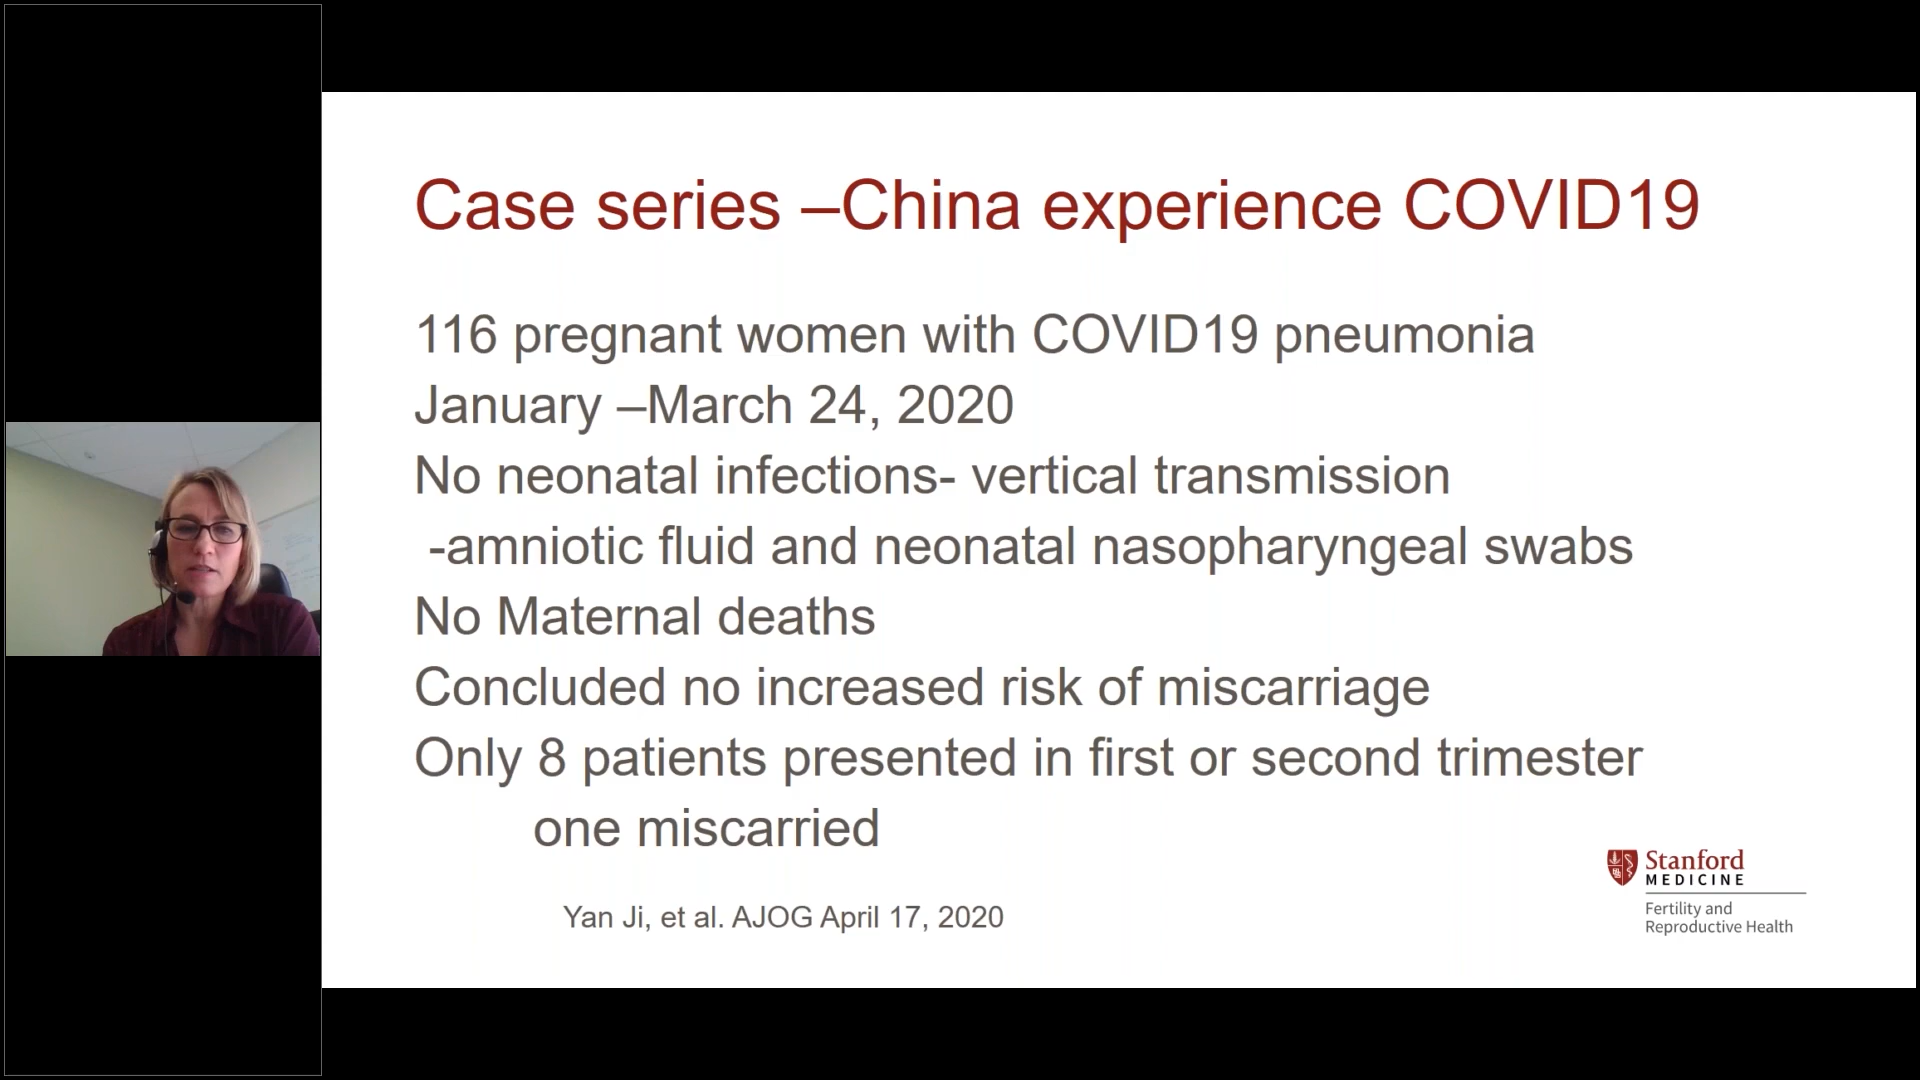 Case series –China experience COVID19
116 pregnant women with COVID19 pneumonia
January –March 24, 2020
No neonatal infections- vertical transmission
-amniotic fluid and neonatal nasopharyngeal swabs
No Maternal deaths
Concluded no increased risk of miscarriage
Only 8 patients presented in first or second trimester
one miscarried
Yan Ji, et al. AJOG April 17, 2020
Stanford
MEDICINE
Fertility and
Reproductive Health